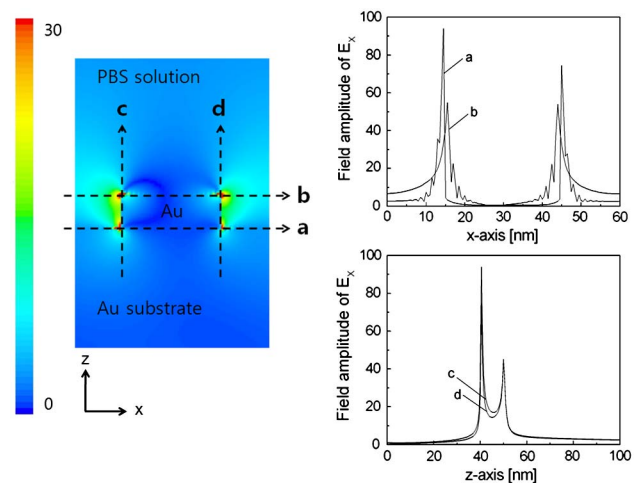 30
0
PBS solution
c
d
b
Au
a
Au substrate
z
x
Field amplitude of Ex
100
80
60
40
20
0
a
b
0 10 20 30 40 50 60
x-axis [nm]
Field amplitude of Ex
100
80
60
40
20
0
c
d
0 20 40 60 80 100
z-axis [nm]